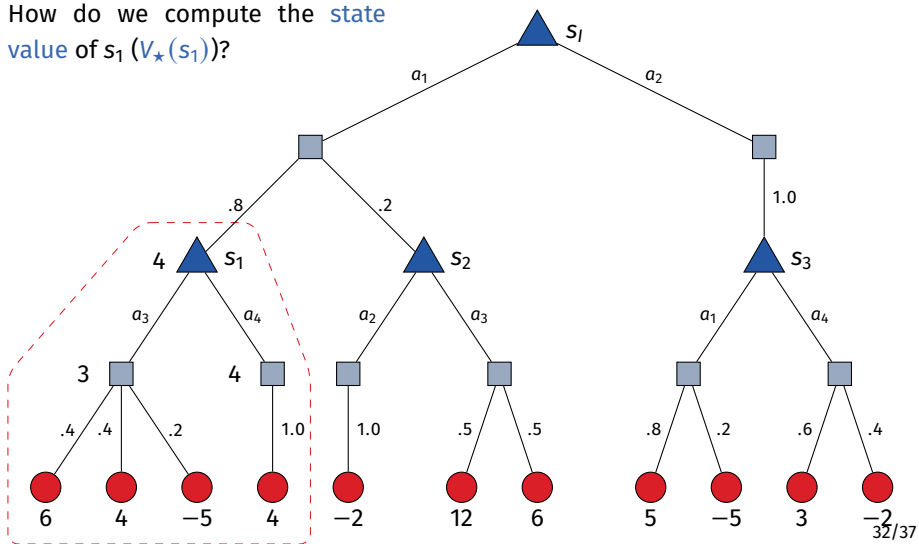 How do we compute the state
value of s₁ (V⋆(s₁))?
s_I
a₁ a₂
.8 .2 1.0
4 s₁ s₂ s₃
a₃ a₄ a₂ a₃ a₁ a₄
3 4
.4 .4 .2 1.0 1.0 .5 .5 .8 .2 .6 .4
6 4 −5 4 −2 12 6 5 −5 3 −2
32/37